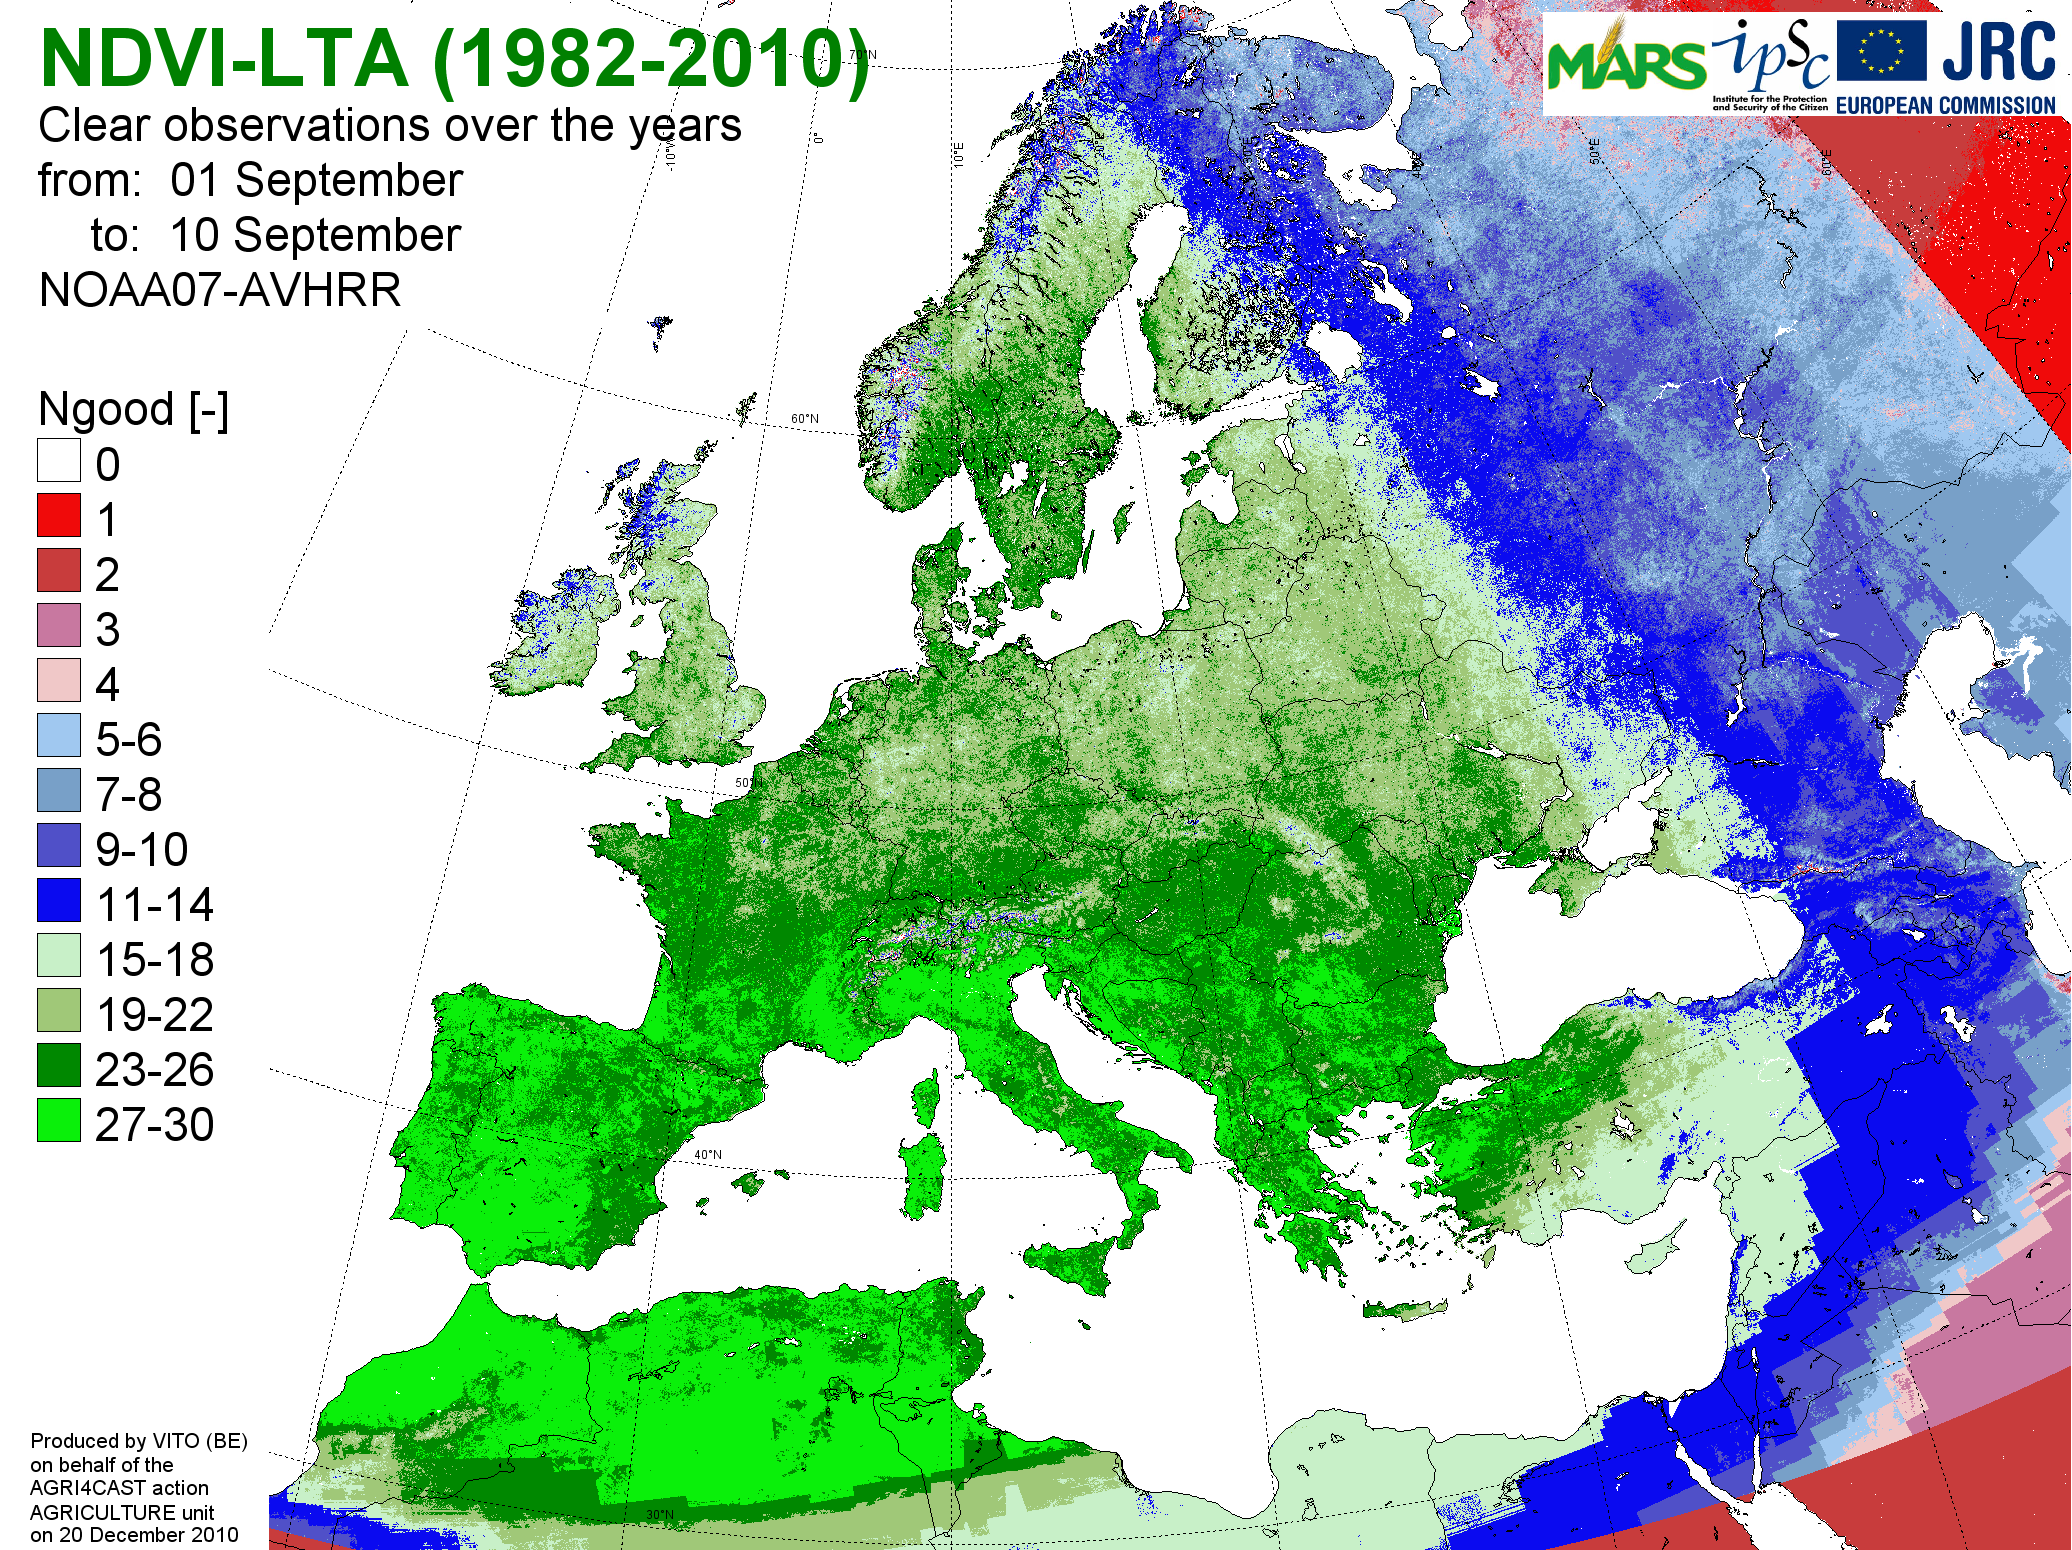 NDVI-LTA (1982-2010)
Clear observations over the years
from: 01 September
to: 10 September
NOAA07-AVHRR
MARS
ipsc
Institute for the Protection
and Security of the Citizen
JRC
EUROPEAN COMMISSION
70°N
-10°W
0°
10°E
50°E
60°E
60°N
50°
40°N
30°N
Ngood [-]
0
1
2
3
4
5-6
7-8
9-10
11-14
15-18
19-22
23-26
27-30
Produced by VITO (BE)
on behalf of the
AGRI4CAST action
AGRICULTURE unit
on 20 December 2010